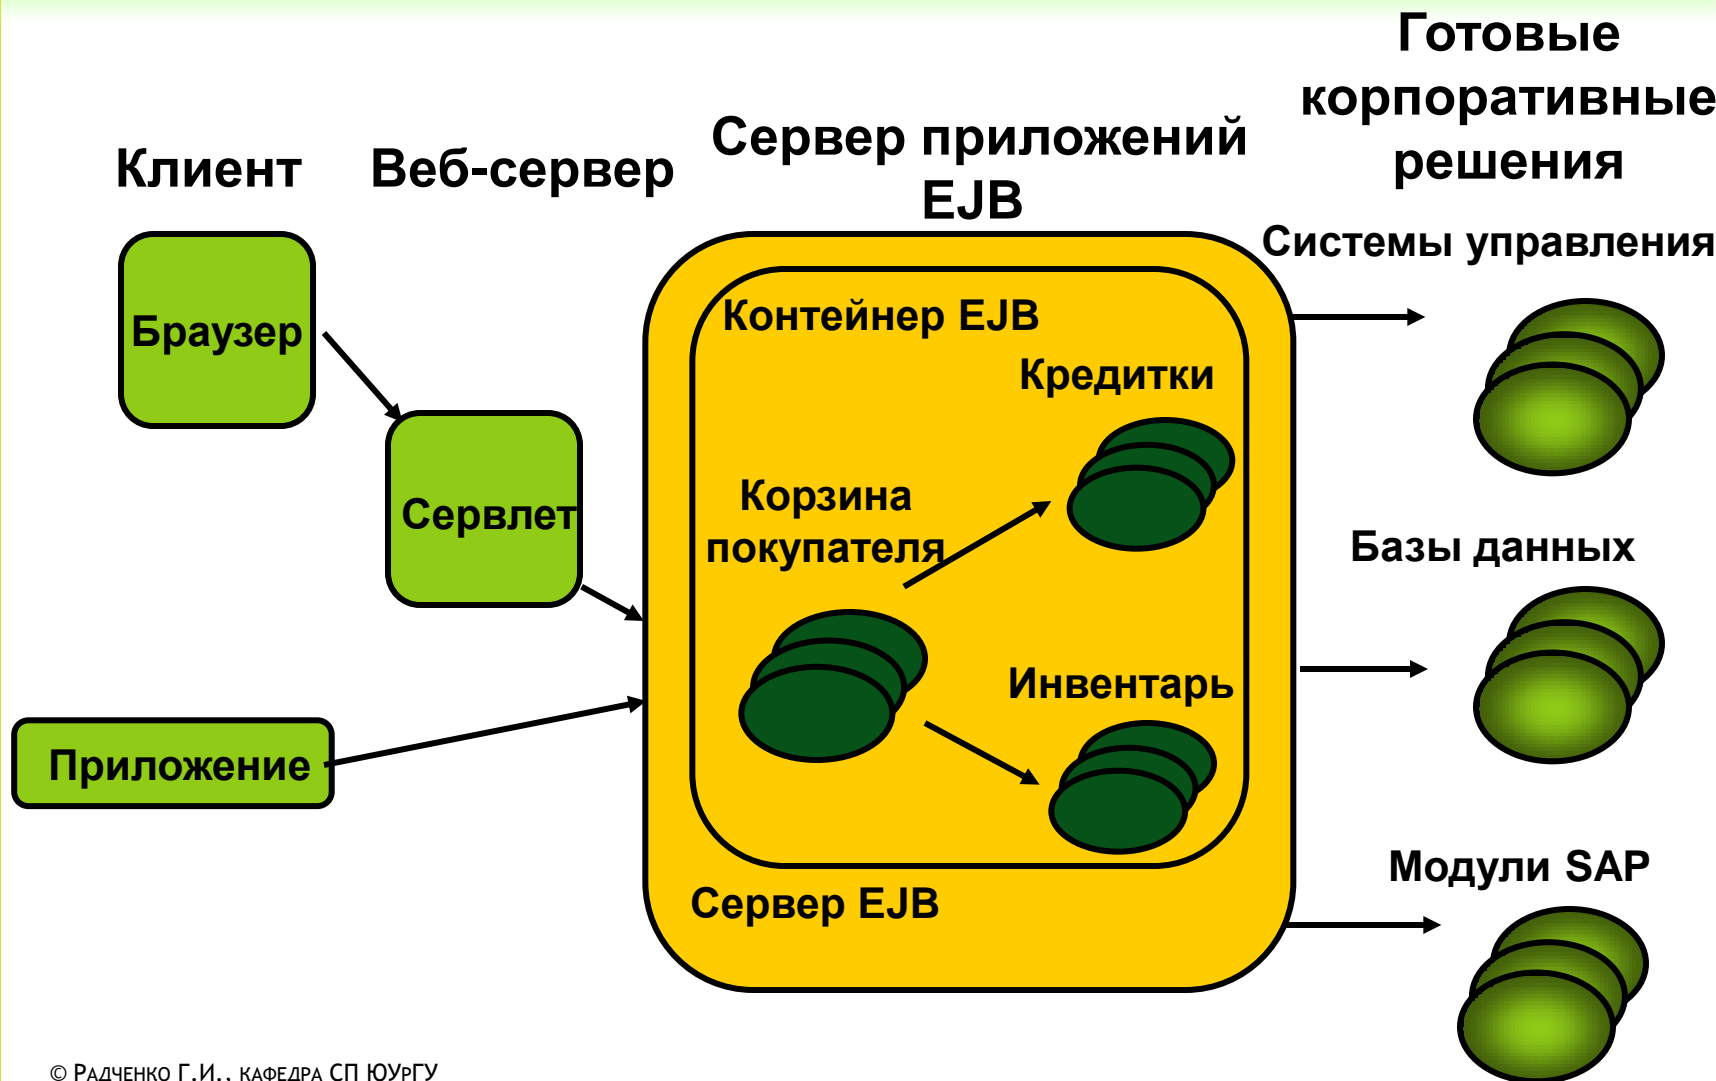 Готовые
корпоративные
решения
Клиент
Веб-сервер
Сервер приложений
EJB
Системы управления
Браузер
Контейнер EJB
Кредитки
Сервлет
Корзина
покупателя
Базы данных
Инвентарь
Приложение
Модули SAP
Сервер EJB
© Радченко Г.И., кафедра СП ЮУрГУ